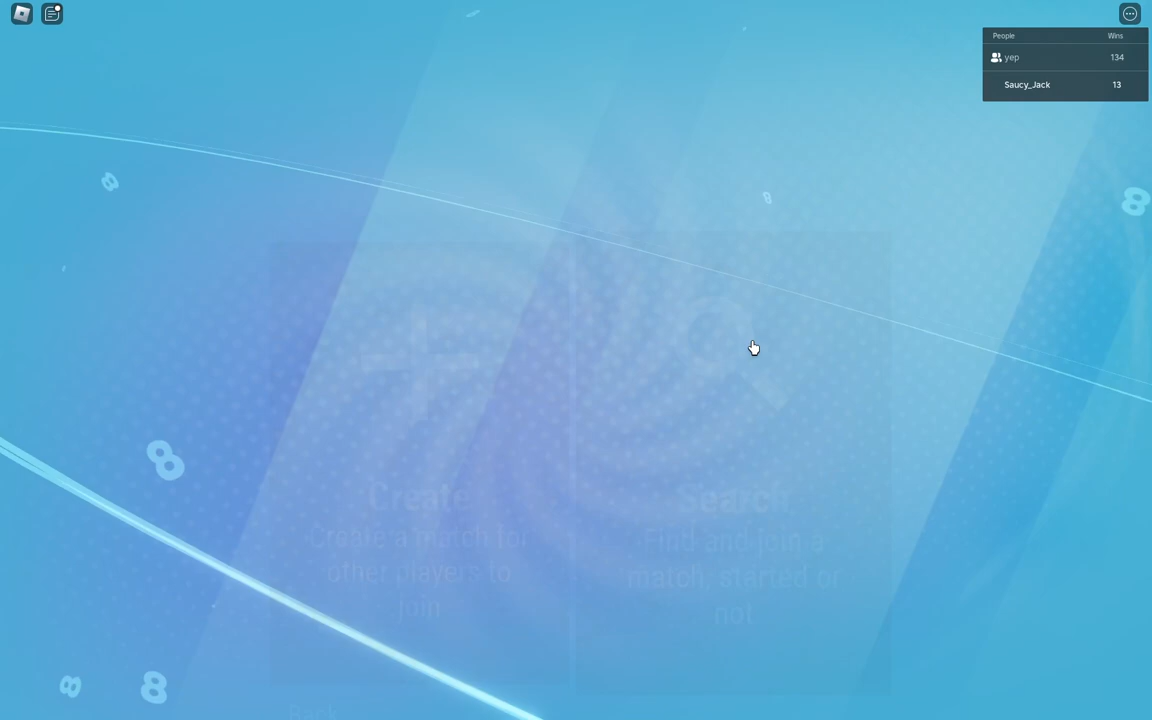 People Wins
yep 134
Saucy_Jack 13
Create
Create a match for
other players to
join
Search
Find and join a
match, started or
not
Back